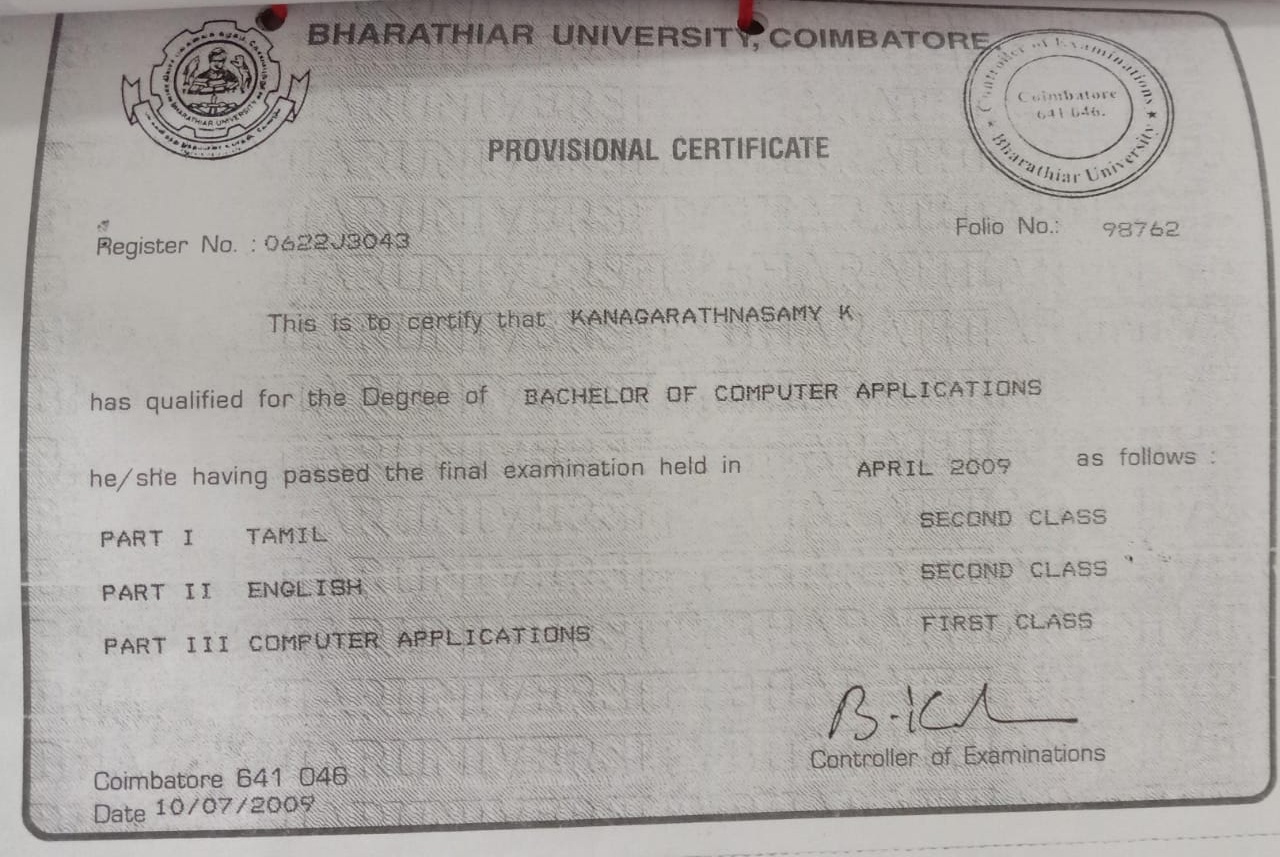 BHARATHIAR UNIVERSITY, COIMBATORE
BHARATHIAR UNIVERSITY
Controller of Examinations
Coimbatore
641 046.
★ Bharathiar University ★
PROVISIONAL CERTIFICATE
Register No. : 0622J3043
Folio No.: 98762
This is to certify that KANAGARATHNASAMY K
has qualified for the Degree of BACHELOR OF COMPUTER APPLICATIONS
he/she having passed the final examination held in APRIL 2009 as follows :
PART I TAMIL SECOND CLASS
PART II ENGLISH SECOND CLASS
PART III COMPUTER APPLICATIONS FIRST CLASS
Controller of Examinations
Coimbatore 641 046
Date 10/07/2009